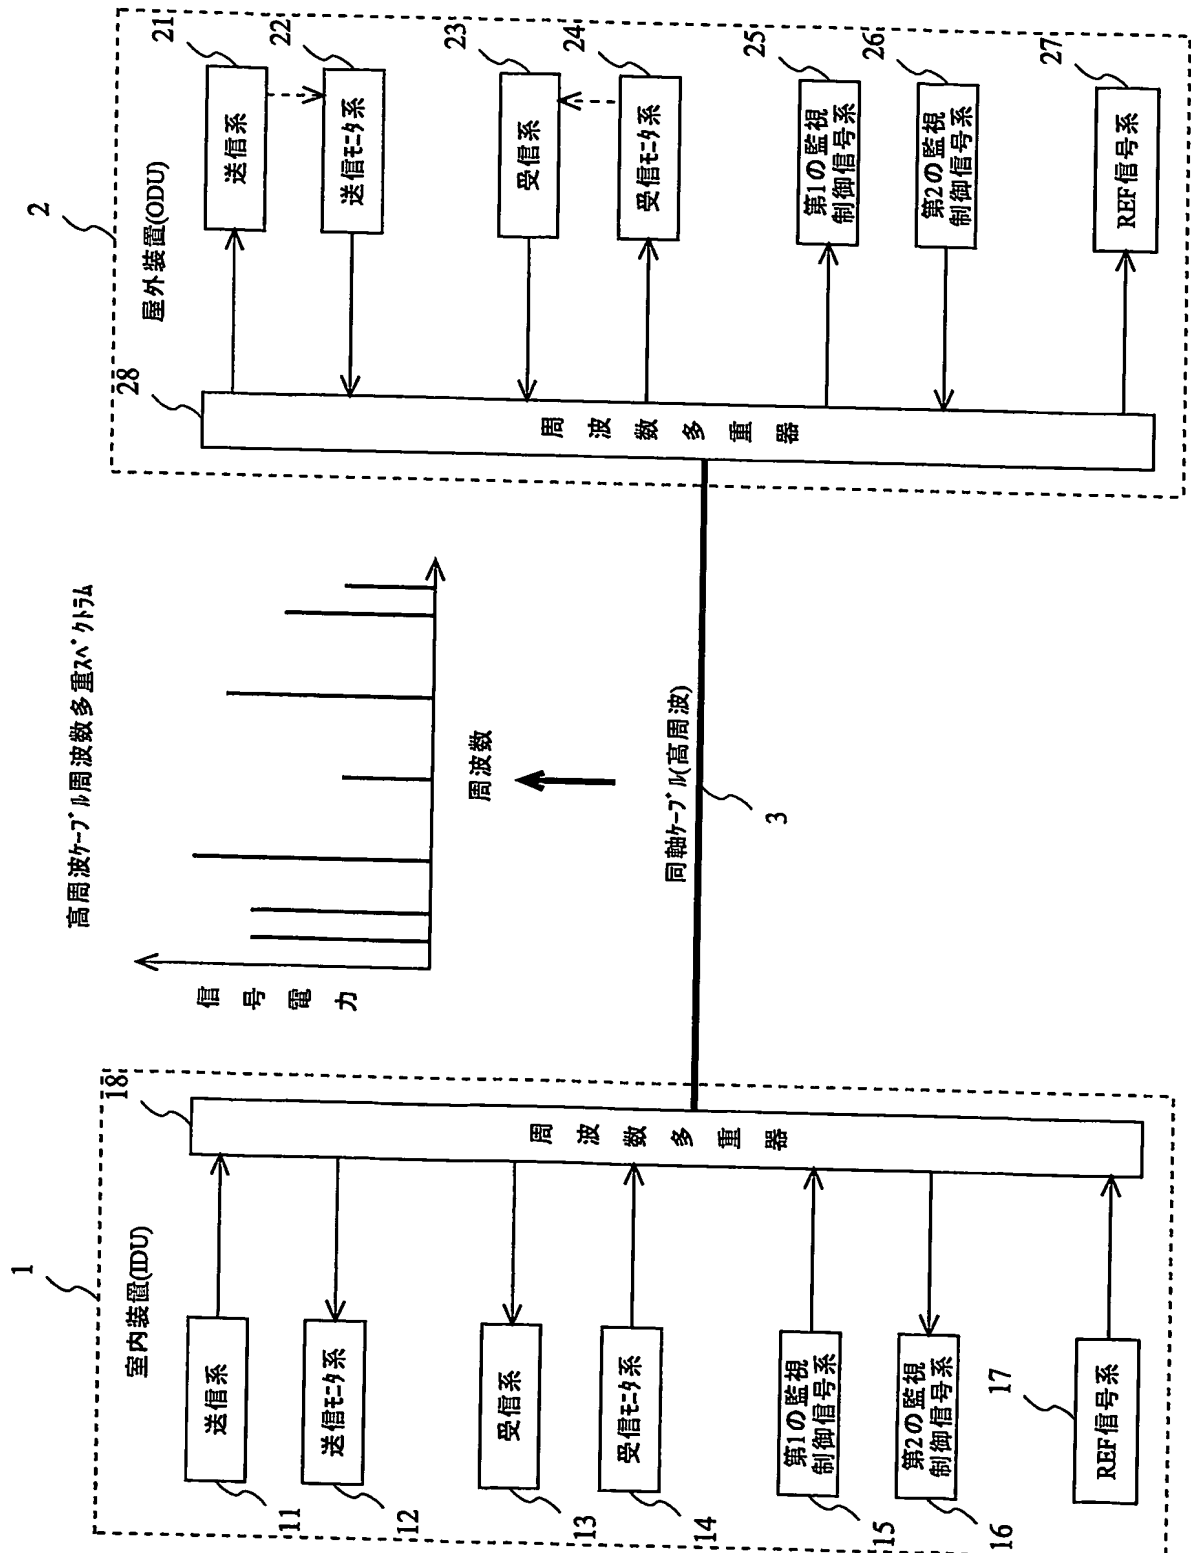 1
室内装置(IDU)
18
送信系
11
送信ﾓﾆﾀ系
12
受信系
13
受信ﾓﾆﾀ系
14
第1の監視
制御信号系
15
第2の監視
制御信号系
16
REF信号系
17
周波数多重器
高周波ｹｰﾌﾞﾙ周波数多重ｽﾍﾟｸﾄﾗﾑ
信号電力
周波数
同軸ｹｰﾌﾞﾙ(高周波)
3
2
屋外装置(ODU)
28
周波数多重器
送信系
21
送信ﾓﾆﾀ系
22
受信系
23
受信ﾓﾆﾀ系
24
第1の監視
制御信号系
25
第2の監視
制御信号系
26
REF信号系
27